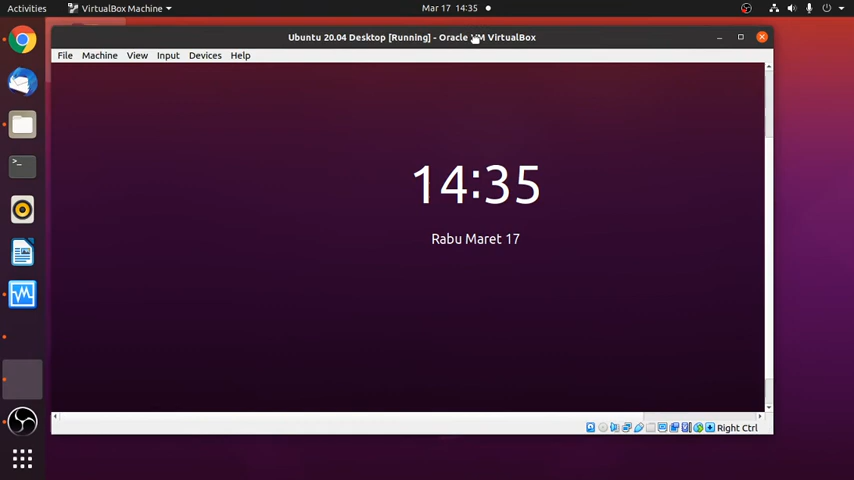 Activities VirtualBox Machine Mar 17 14:35
Ubuntu 20.04 Desktop [Running] - Oracle VM VirtualBox
File Machine View Input Devices Help
14:35
Rabu Maret 17
Right Ctrl